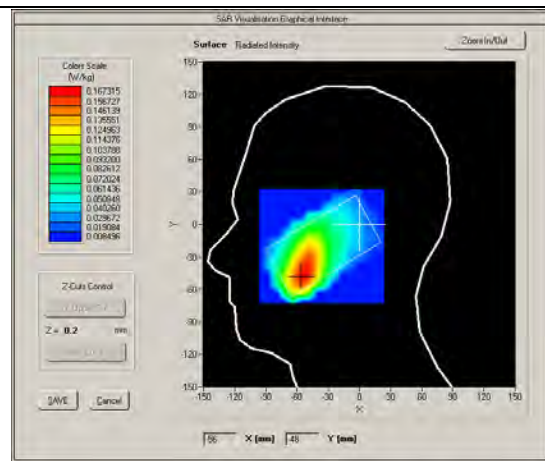 SAR Visualisation Graphical Interface
Surface Radiated Intensity
Zoom In/Out
Colors Scale
(W/kg)
0.167315
0.156727
0.146139
0.135551
0.124963
0.114376
0.103788
0.093200
0.082612
0.072024
0.061436
0.050848
0.040260
0.029672
0.019084
0.008496
150
120
90
60
30
0
-30
-60
-90
-120
150
Y
-150 -120 -90 -60 -30 0 30 60 90 120 150
X
Z-Cuts Control
Z = 0.2 mm
SAVE
Cancel
-56 X (mm) -48 Y (mm)